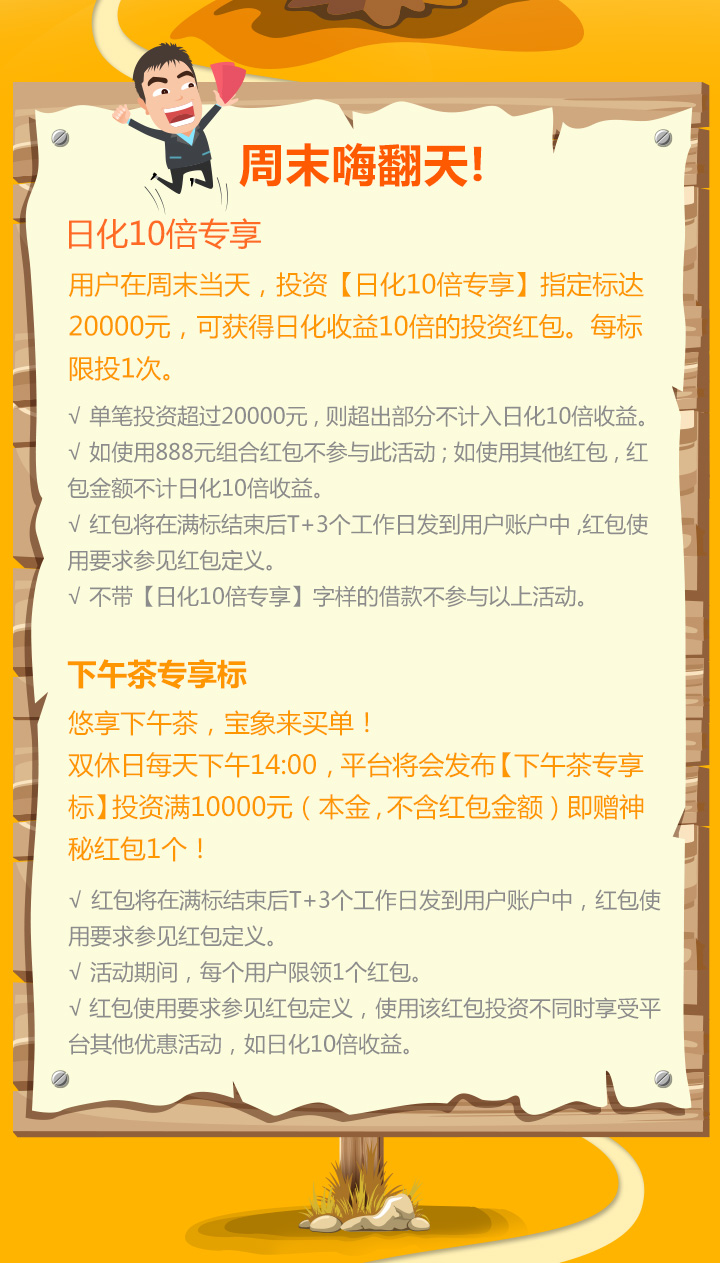 周末嗨翻天!
日化10倍专享
用户在周末当天，投资【日化10倍专享】指定标达
20000元，可获得日化收益10倍的投资红包。每标
限投1次。
√ 单笔投资超过20000元，则超出部分不计入日化10倍收益。
√ 如使用888元组合红包不参与此活动；如使用其他红包，红
包金额不计日化10倍收益。
√ 红包将在满标结束后T+3个工作日发到用户账户中,红包使
用要求参见红包定义。
√ 不带【日化10倍专享】字样的借款不参与以上活动。
下午茶专享标
悠享下午茶，宝象来买单！
双休日每天下午14:00，平台将会发布【下午茶专享
标】投资满10000元（本金,不含红包金额）即赠神
秘红包1个！
√ 红包将在满标结束后T+3个工作日发到用户账户中，红包使
用要求参见红包定义。
√ 活动期间，每个用户限领1个红包。
√ 红包使用要求参见红包定义，使用该红包投资不同时享受平
台其他优惠活动，如日化10倍收益。